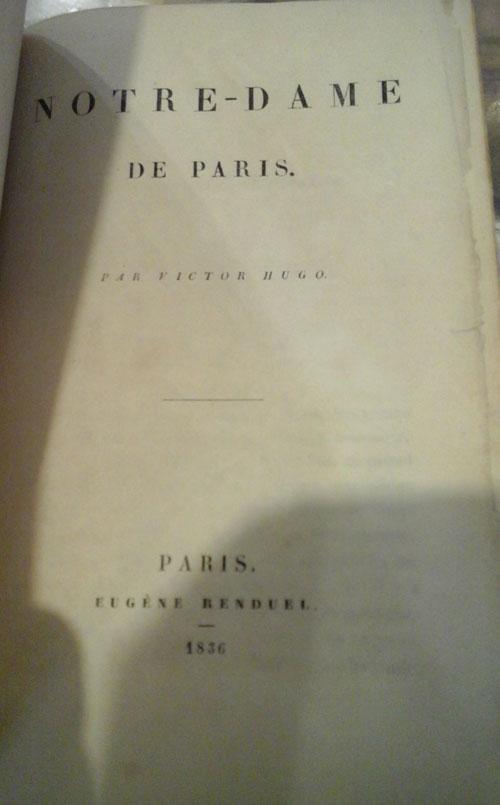 NOTRE-DAME
DE PARIS.
PAR VICTOR HUGO.
PARIS.
EUGÈNE RENDUEL.
1836